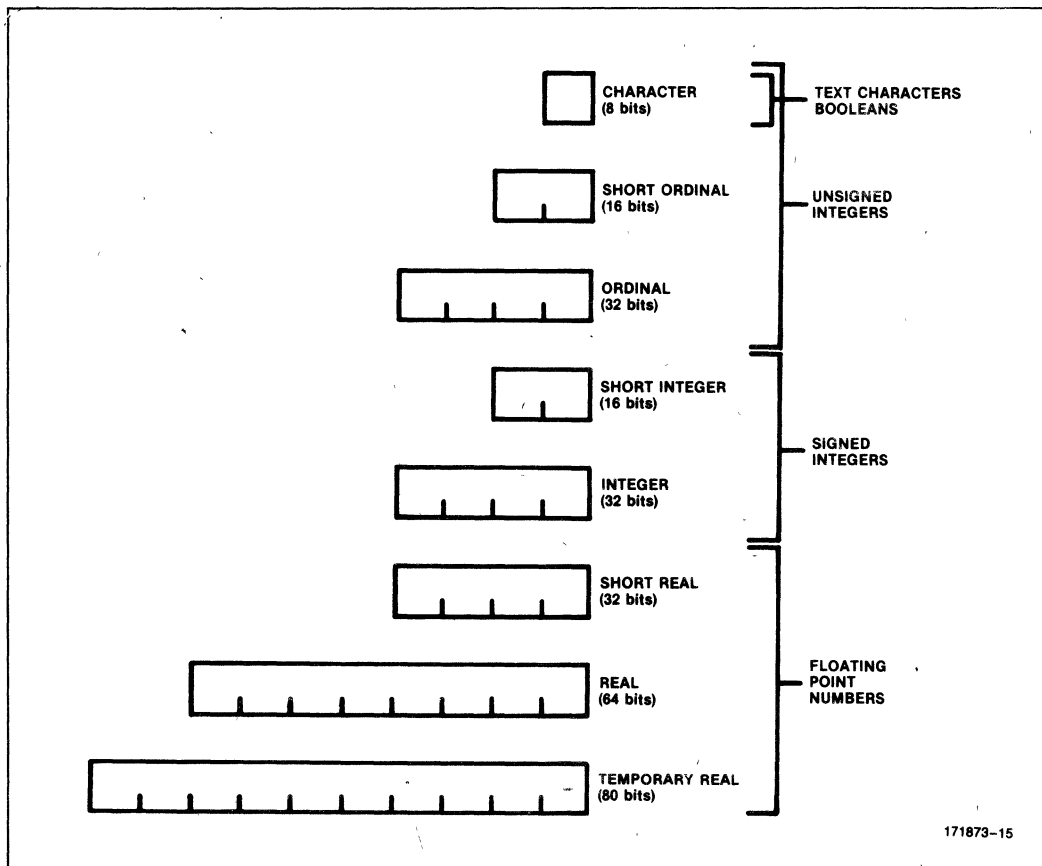 CHARACTER
(8 bits)
TEXT CHARACTERS
BOOLEANS
SHORT ORDINAL
(16 bits)
UNSIGNED
INTEGERS
ORDINAL
(32 bits)
SHORT INTEGER
(16 bits)
SIGNED
INTEGERS
INTEGER
(32 bits)
SHORT REAL
(32 bits)
REAL
(64 bits)
FLOATING
POINT
NUMBERS
TEMPORARY REAL
(80 bits)
171873-15